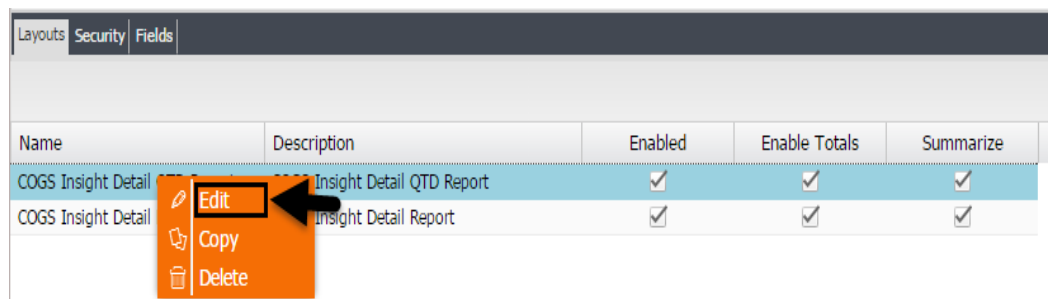 Layouts Security Fields
Name Description Enabled Enable Totals Summarize
COGS Insight Detail Insight Detail QTD Report
COGS Insight Detail Insight Detail Report
Edit
Copy
Delete